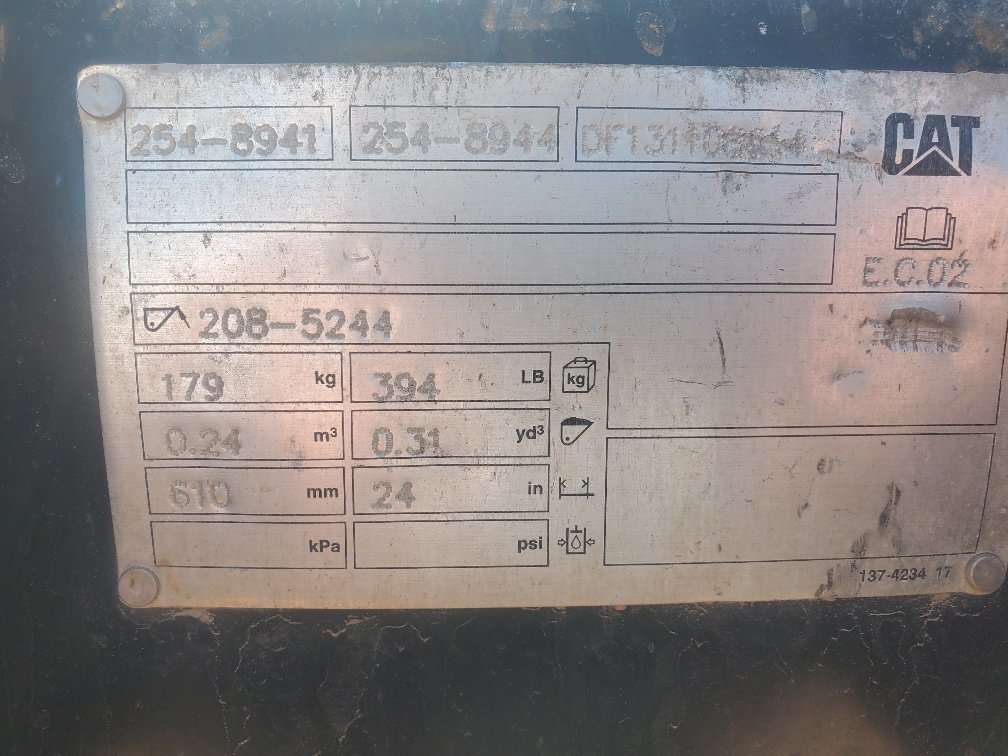 254-8941 254-8944
CAT
E.C.02
208-5244
179 kg 394 LB kg
0.24 m³ 0.31 yd³
610 mm 24 in
kPa psi
137-4234 17